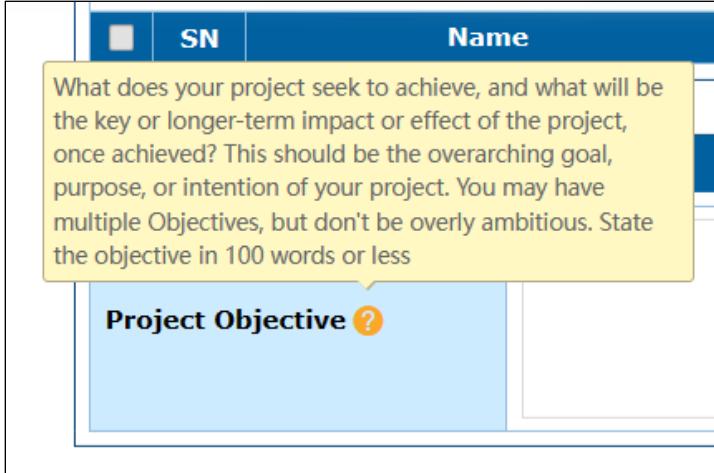 SN Name
What does your project seek to achieve, and what will be
the key or longer-term impact or effect of the project,
once achieved? This should be the overarching goal,
purpose, or intention of your project. You may have
multiple Objectives, but don't be overly ambitious. State
the objective in 100 words or less
Project Objective ?